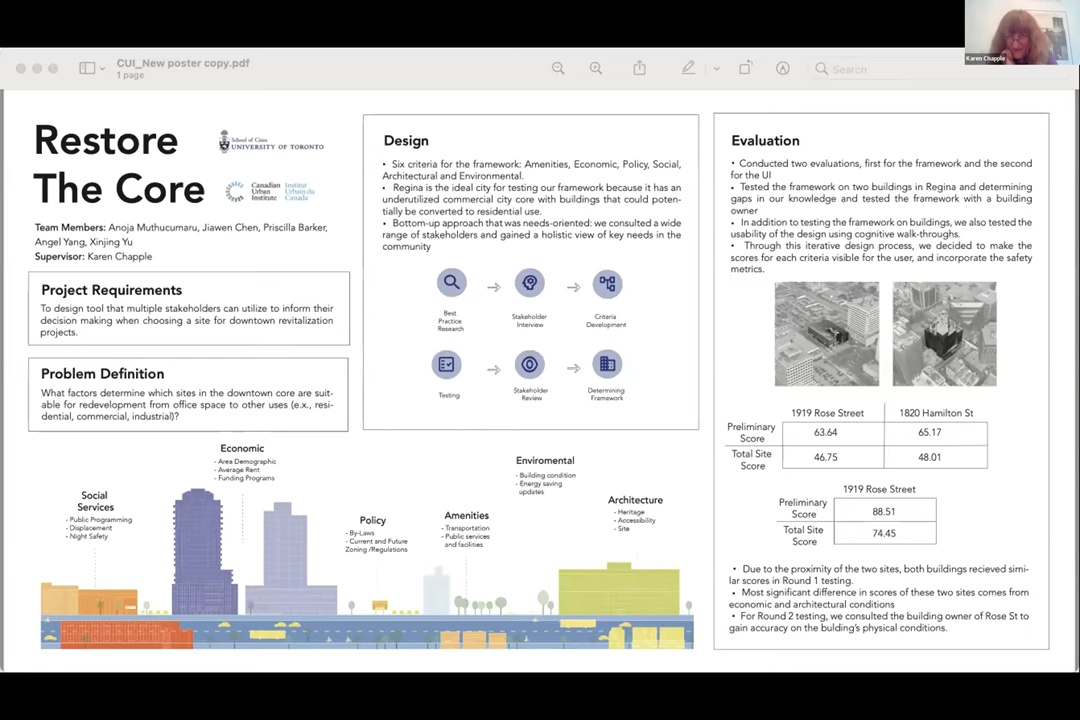 CUI_New poster copy.pdf
1 page
Search
Karen Chapple
Restore
The Core
School of Cities
UNIVERSITY OF TORONTO
Canadian
Urban
Institute
Institut
Urbain du
Canada
Team Members: Anoja Muthucumaru, Jiawen Chen, Priscilla Barker,
Angel Yang, Xinjing Yu
Supervisor: Karen Chapple
Project Requirements
To design tool that multiple stakeholders can utilize to inform their
decision making when choosing a site for downtown revitalization
projects.
Problem Definition
What factors determine which sites in the downtown core are suit-
able for redevelopment from office space to other uses (e.x., resi-
dential, commercial, industrial)?
Design
• Six criteria for the framework: Amenities, Economic, Policy, Social,
Architectural and Environmental.
• Regina is the ideal city for testing our framework because it has an
underutilized commercial city core with buildings that could poten-
tially be converted to residential use.
• Bottom-up approach that was needs-oriented: we consulted a wide
range of stakeholders and gained a holistic view of key needs in the
community
Best
Practice
Research
Stakeholder
Interview
Criteria
Development
Testing
Stakeholder
Review
Determining
Framework
Social
Services
- Public Programming
- Displacement
- Night Safety
Economic
- Area Demographic
- Average Rent
- Funding Programs
Policy
- By-Laws
- Current and Future
Zoning /Regulations
Amenities
- Transportation
- Public services
and facilities
Enviromental
- Building condition
- Energy saving
updates
Architecture
- Heritage
- Accessibility
- Site
Evaluation
• Conducted two evaluations, first for the framework and the second
for the UI
• Tested the framework on two buildings in Regina and determining
gaps in our knowledge and tested the framework with a building
owner
• In addition to testing the framework on buildings, we also tested the
usability of the design using cognitive walk-throughs.
• Through this iterative design process, we decided to make the
scores for each criteria visible for the user, and incorporate the safety
metrics.
1919 Rose Street 1820 Hamilton St
Preliminary
Score 63.64 65.17
Total Site
Score 46.75 48.01
1919 Rose Street
Preliminary
Score 88.51
Total Site
Score 74.45
• Due to the proximity of the two sites, both buildings recieved simi-
lar scores in Round 1 testing.
• Most significant difference in scores of these two sites comes from
economic and architectural conditions
• For Round 2 testing, we consulted the building owner of Rose St to
gain accuracy on the bulding's physical conditions.